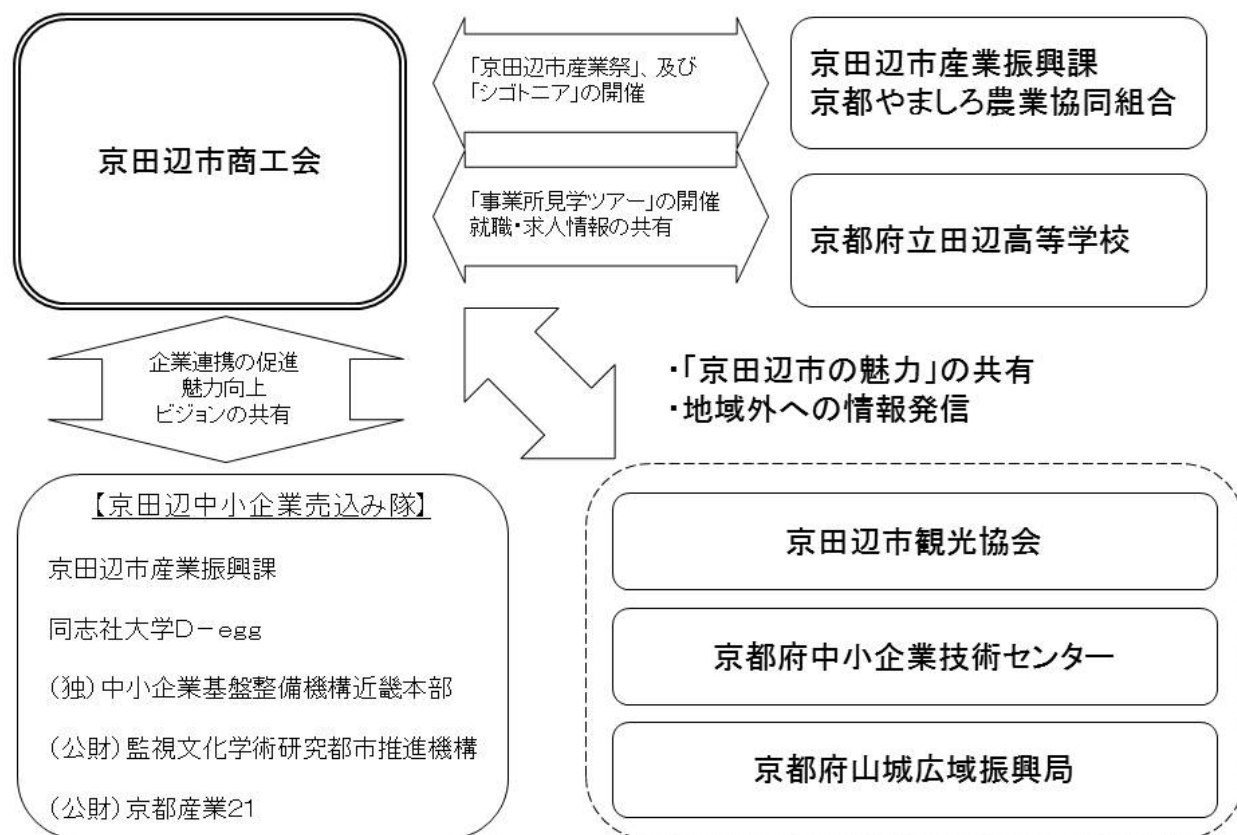 京田辺市商工会
「京田辺市産業祭」、及び
「シゴトニア」の開催
京田辺市産業振興課
京都やましろ農業協同組合
「事業所見学ツアー」の開催
就職・求人情報の共有
京都府立田辺高等学校
企業連携の促進
魅力向上
ビジョンの共有
・「京田辺市の魅力」の共有
・地域外への情報発信
【京田辺中小企業売込み隊】
京田辺市産業振興課
同志社大学D-egg
(独)中小企業基盤整備機構近畿本部
(公財)監視文化学術研究都市推進機構
(公財)京都産業21
京田辺市観光協会
京都府中小企業技術センター
京都府山城広域振興局